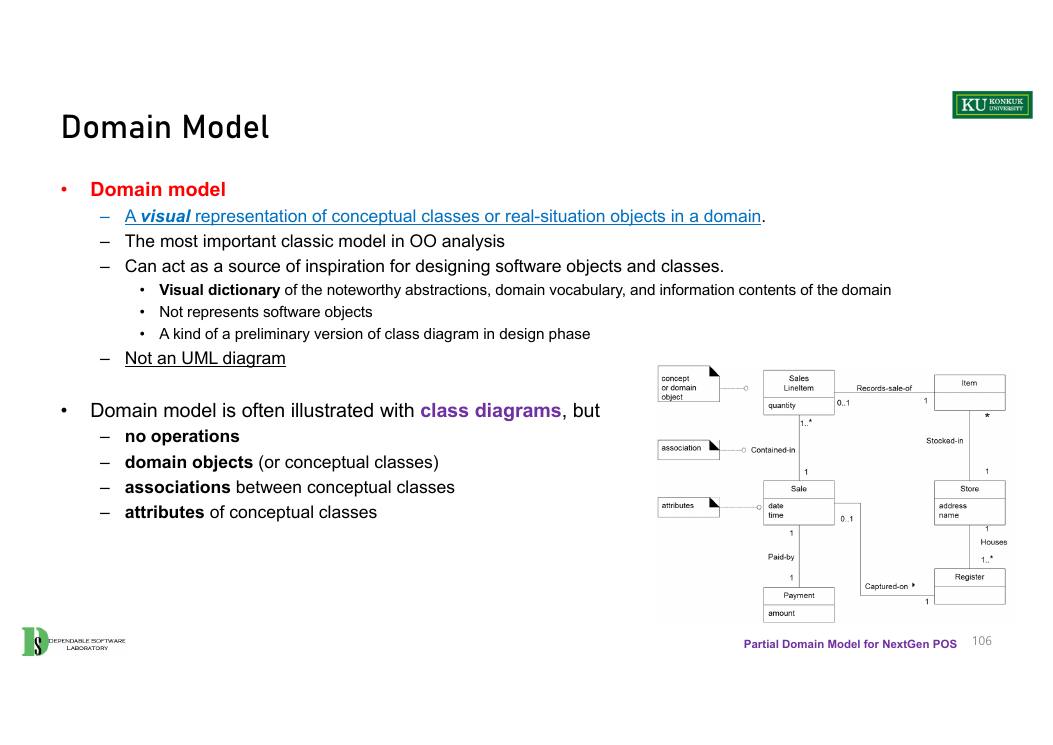 KU KONKUK
UNIVERSITY
Domain Model
• Domain model
– A visual representation of conceptual classes or real-situation objects in a domain.
– The most important classic model in OO analysis
– Can act as a source of inspiration for designing software objects and classes.
• Visual dictionary of the noteworthy abstractions, domain vocabulary, and information contents of the domain
• Not represents software objects
• A kind of a preliminary version of class diagram in design phase
– Not an UML diagram
• Domain model is often illustrated with class diagrams, but
– no operations
– domain objects (or conceptual classes)
– associations between conceptual classes
– attributes of conceptual classes
concept
or domain
object
Sales
LineItem
quantity
Records-sale-of
0..1
1
Item
*
1..*
association
Contained-in
1
Stocked-in
1
attributes
Sale
date
time
0..1
Store
address
name
1
Houses
1..*
1
Paid-by
1
Captured-on
1
Register
Payment
amount
DS DEPENDABLE SOFTWARE
LABORATORY
Partial Domain Model for NextGen POS
106